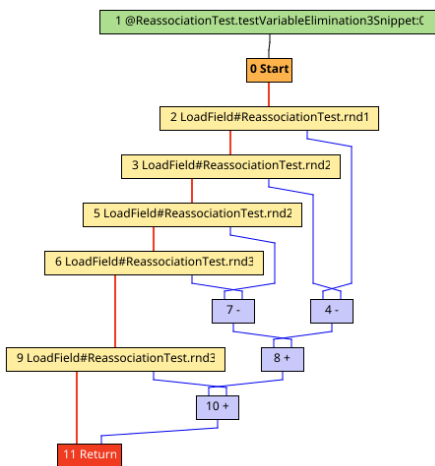 1 @ReassociationTest.testVariableElimination3Snippet:0
0 Start
2 LoadField#ReassociationTest.rnd1
3 LoadField#ReassociationTest.rnd2
5 LoadField#ReassociationTest.rnd2
6 LoadField#ReassociationTest.rnd3
7 -
4 -
9 LoadField#ReassociationTest.rnd3
8 +
10 +
11 Return